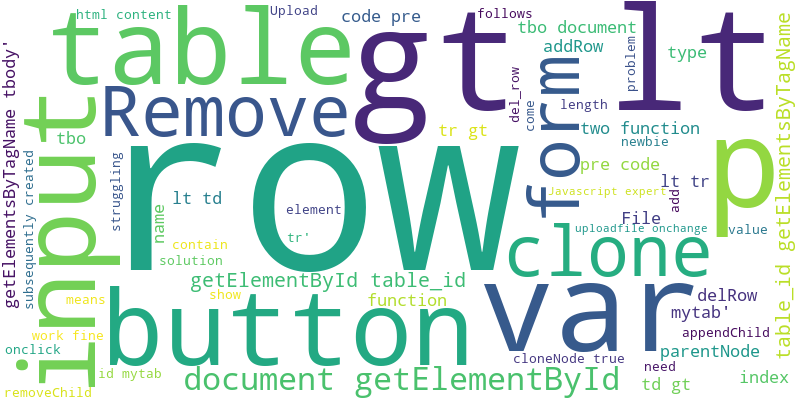 html content
Upload
code pre
follows
tbo document
table
gt
lt
addRow
type
Remove
form
problem
del_row
length
come
getElementsByTagName tbody'
input
tbo
tr gt
two function
newbie
p
pre code
row
Javascript expert
lt tr
add
struggling
lt td
name
element
File
uploadfile onchange
value
subsequently created
contain
tr'
clone
solution
getElementById table_id
table_id getElementsByTagName
means
button
show
function
var
delRow
mytab'
work fine
appendChild
onclick
cloneNode true
parentNode
id mytab
document getElementById
need
td gt
index
removeChild